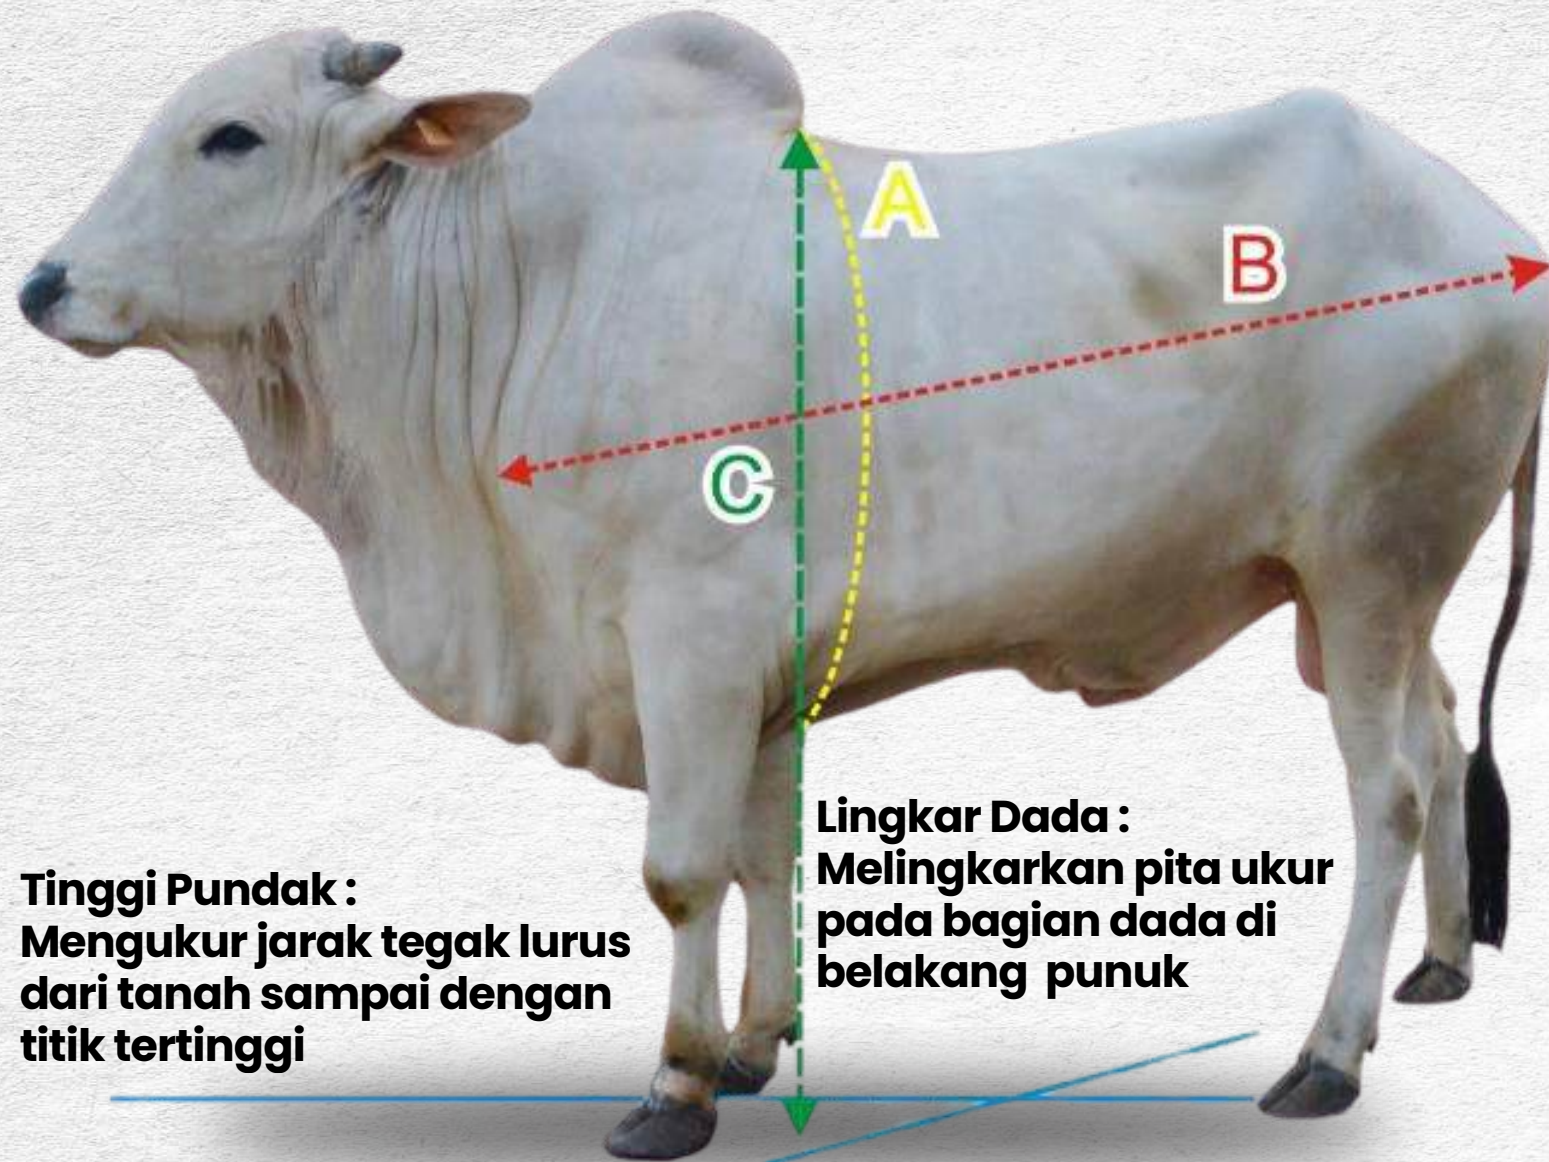 A
B
C
Lingkar Dada :
Melingkarkan pita ukur
pada bagian dada di
belakang punuk
Tinggi Pundak :
Mengukur jarak tegak lurus
dari tanah sampai dengan
titik tertinggi